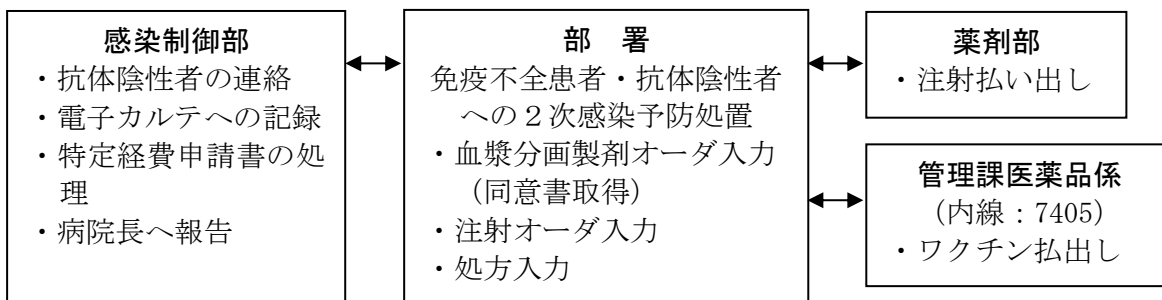 感染制御部
・抗体陰性者の連絡
・電子カルテへの記録
・特定経費申請書の処
理
・病院長へ報告
部　署
免疫不全患者・抗体陰性者
への２次感染予防処置
・血漿分画製剤オーダ入力
（同意書取得）
・注射オーダ入力
・処方入力
薬剤部
・注射払い出し
管理課医薬品係
（内線：7405）
・ワクチン払出し